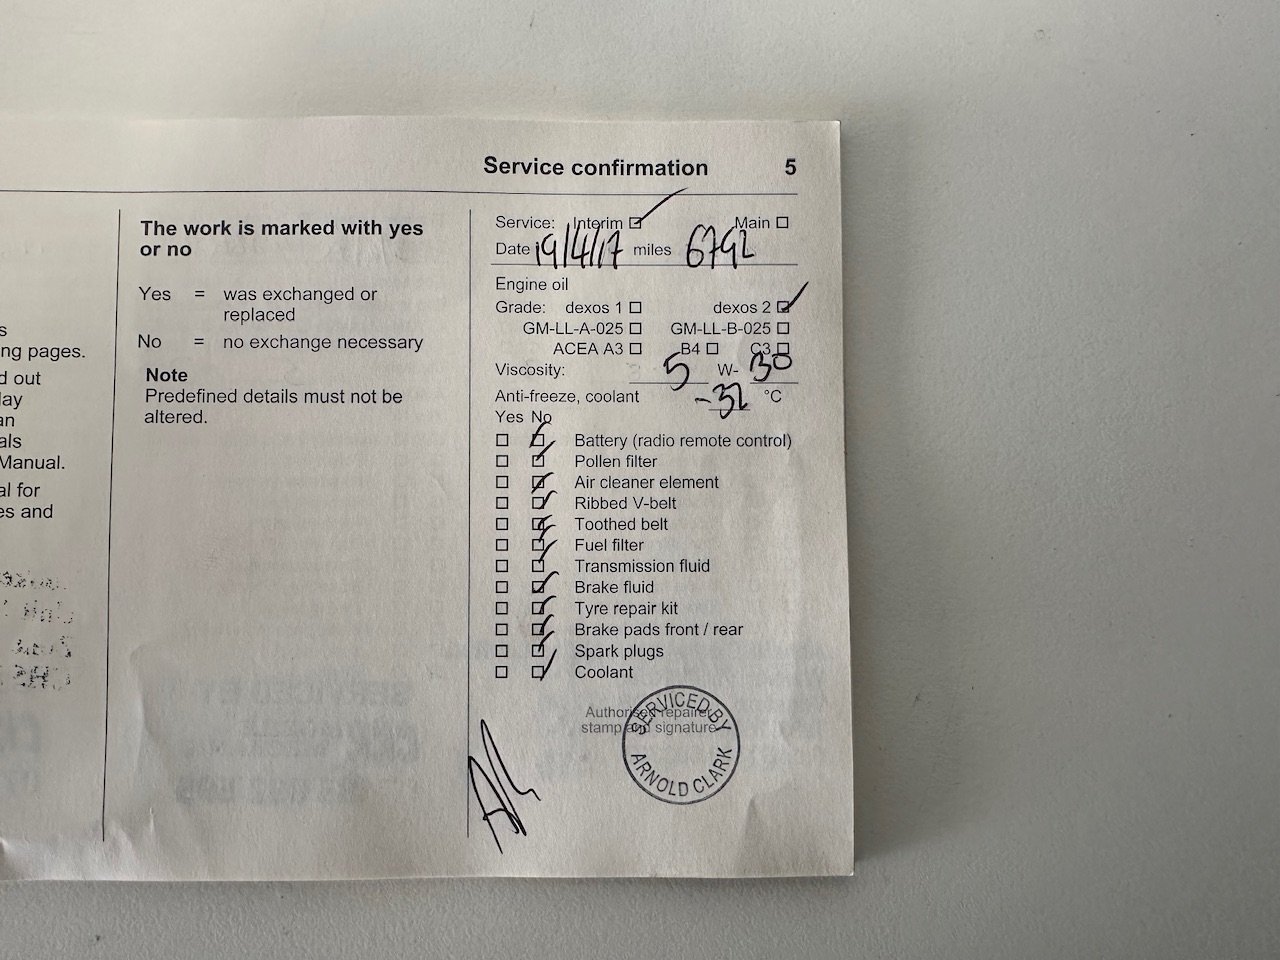 Service confirmation 5
s
ng pages.
d out
lay
an
als
Manual.
al for
es and
The work is marked with yes
or no
Yes = was exchanged or
replaced
No = no exchange necessary
Note
Predefined details must not be
altered.
Service: Interim Main
Date 19/4/17 miles 6792
Engine oil
Grade: dexos 1 dexos 2
GM-LL-A-025 GM-LL-B-025
ACEA A3 B4 C3
Viscosity: 5 W- 30
Anti-freeze, coolant -32 °C
Yes No
Battery (radio remote control)
Pollen filter
Air cleaner element
Ribbed V-belt
Toothed belt
Fuel filter
Transmission fluid
Brake fluid
Tyre repair kit
Brake pads front / rear
Spark plugs
Coolant
Authorised repairer
stamp and signature
SERVICED BY
ARNOLD CLARK